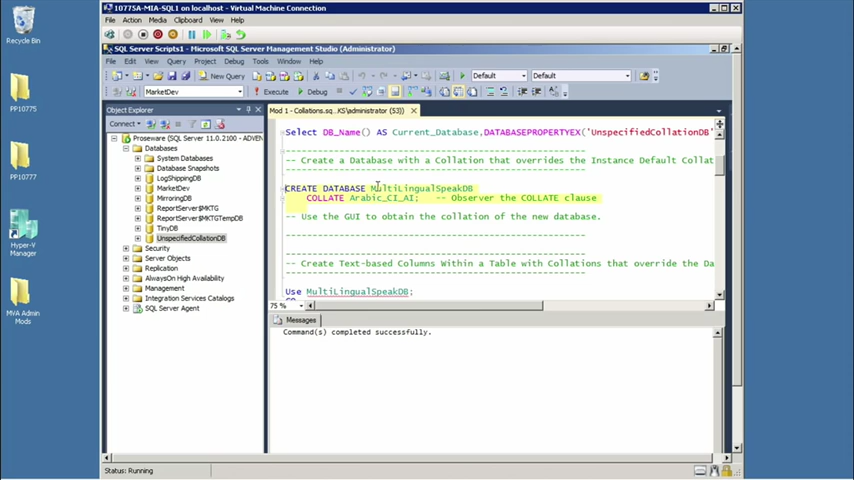 10775A-MIA-SQL1 on localhost - Virtual Machine Connection
File Action Media Clipboard View Help
SQL Server Scripts1 - Microsoft SQL Server Management Studio (Administrator)
File Edit View Query Project Debug Tools Window Help
New Query
Default
Default
MarketDev
Execute
Debug
Object Explorer
Mod 1 - Collations.sq...KS\administrator (53))
Connect
Proseware (SQL Server 11.0.2100 - ADVEN
Databases
System Databases
Database Snapshots
LogShippingDB
MarketDev
MirroringDB
ReportServer$MKTG
ReportServer$MKTGTempDB
TinyDB
UnspecifiedCollationDB
Security
Server Objects
Replication
AlwaysOn High Availability
Management
Integration Services Catalogs
SQL Server Agent
Select DB_Name() AS Current_Database,DATABASEPROPERTYEX('UnspecifiedCollationDB'
-----------------------------------------------------------------
-- Create a Database with a Collation that overrides the Instance Default Collat
-----------------------------------------------------------------
CREATE DATABASE MultiLingualSpeakDB
COLLATE Arabic_CI_AI; -- Observer the COLLATE clause
-- Use the GUI to obtain the collation of the new database.
-----------------------------------------------------------------
-----------------------------------------------------------------
-- Create Text-based Columns Within a Table with Collations that override the Da
-----------------------------------------------------------------
Use MultiLingualSpeakDB;
GO
75 %
Messages
Command(s) completed successfully.
Status: Running
Recycle Bin
PP10775
PP10777
Hyper-V
Manager
MVA Admin
Mods